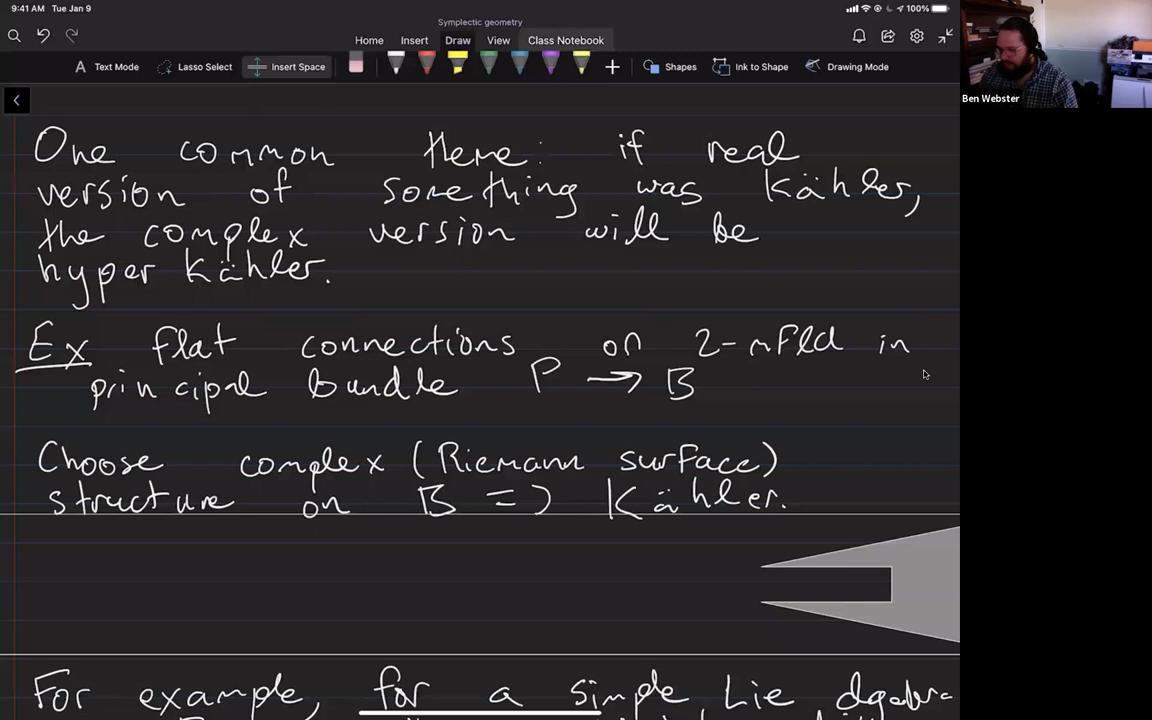 9:41 AM Tue Jan 9
100%
Symplectic geometry
Home Insert Draw View Class Notebook
Text Mode Lasso Select Insert Space Shapes Ink to Shape Drawing Mode
Ben Webster
One common theme: if real
version of something was Kähler,
the complex version will be
hyperKähler.
Ex flat connections on 2-mfld in
principal bundle P → B
Choose complex (Riemann surface)
structure on B => Kähler.
For example, for a simple Lie algebra